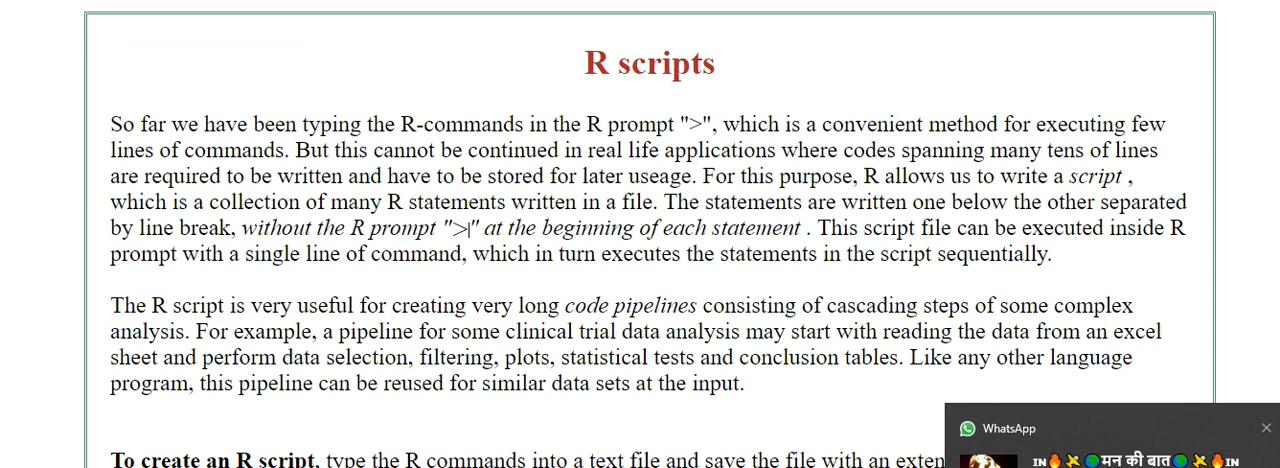 R scripts
So far we have been typing the R-commands in the R prompt ">", which is a convenient method for executing few
lines of commands. But this cannot be continued in real life applications where codes spanning many tens of lines
are required to be written and have to be stored for later useage. For this purpose, R allows us to write a script ,
which is a collection of many R statements written in a file. The statements are written one below the other separated
by line break, without the R prompt ">" at the beginning of each statement . This script file can be executed inside R
prompt with a single line of command, which in turn executes the statements in the script sequentially.
The R script is very useful for creating very long code pipelines consisting of cascading steps of some complex
analysis. For example, a pipeline for some clinical trial data analysis may start with reading the data from an excel
sheet and perform data selection, filtering, plots, statistical tests and conclusion tables. Like any other language
program, this pipeline can be reused for similar data sets at the input.
To create an R script, type the R commands into a text file and save the file with an exten
WhatsApp
IN🔥 मन की बात 🔥IN